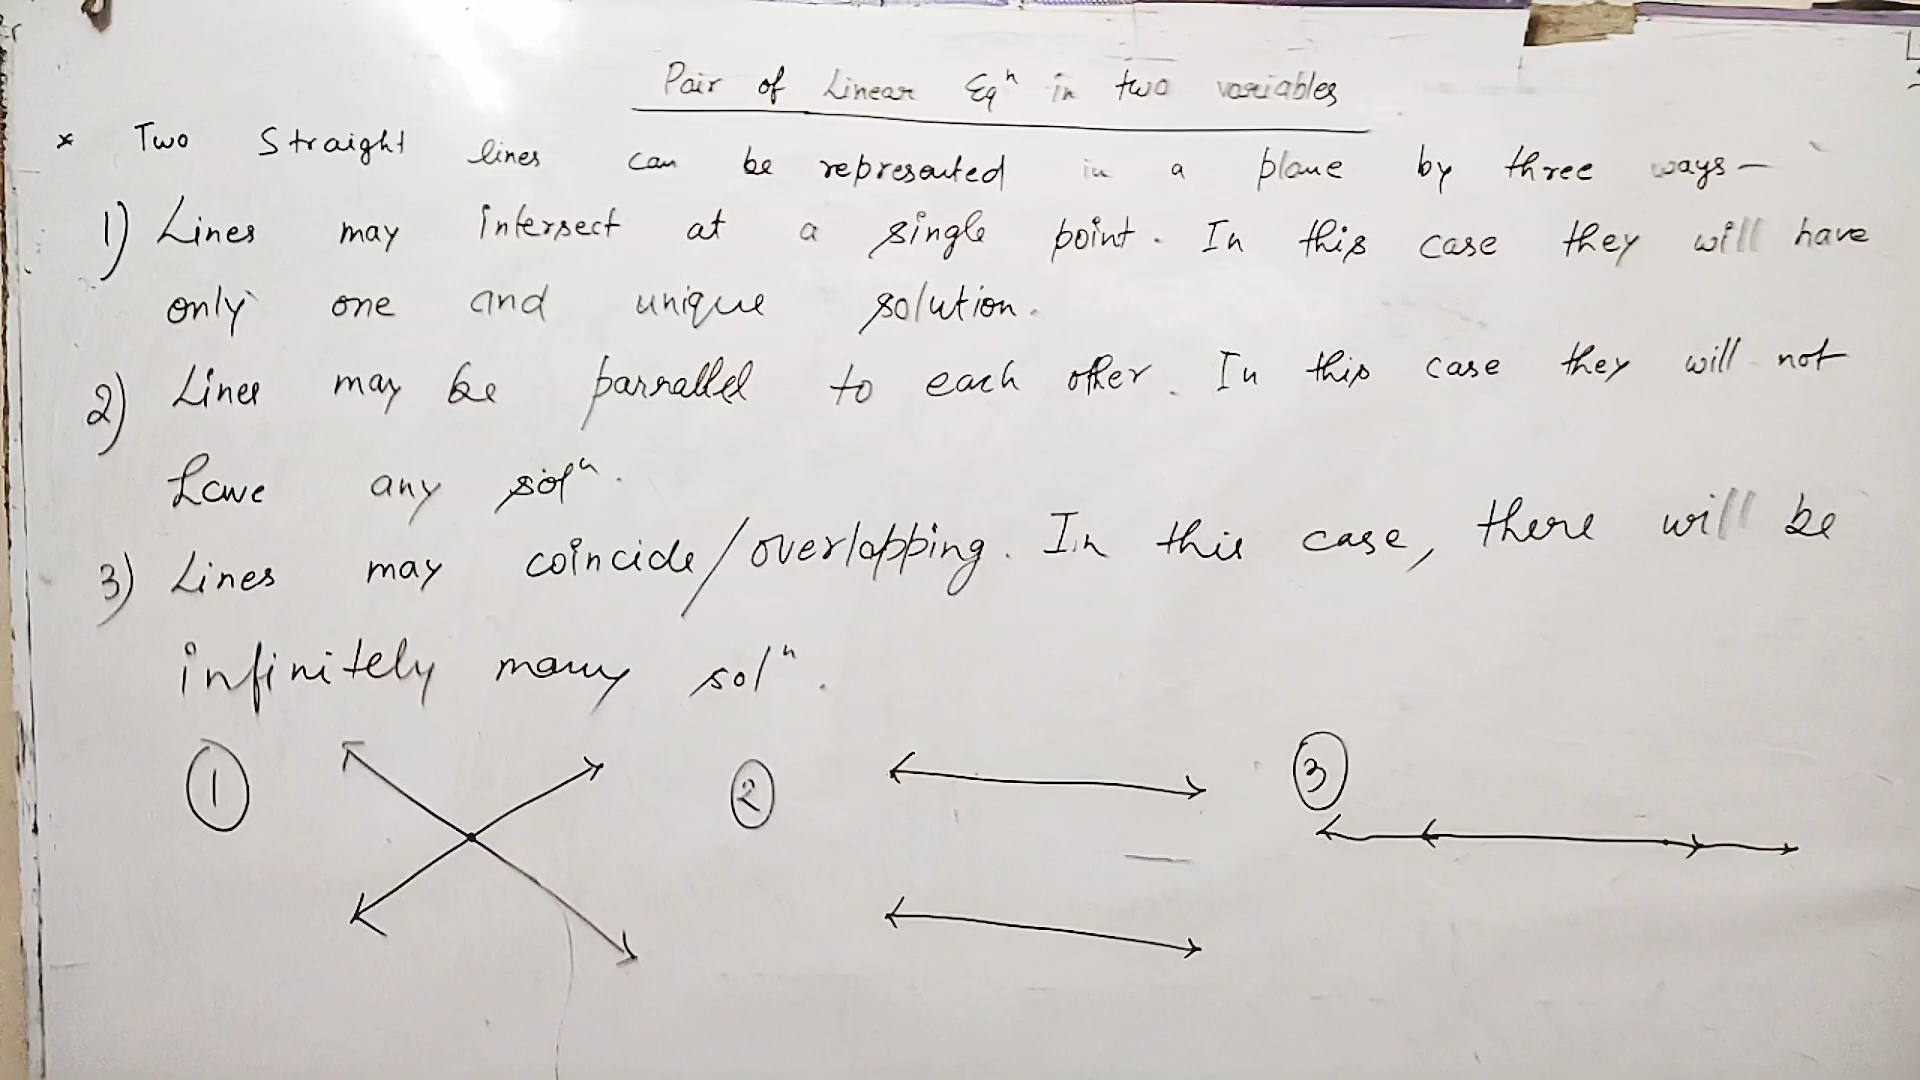 Pair of Linear Eqⁿ in two variables
* Two Straight lines can be represented in a plane by three ways –
1) Lines may intersect at a single point. In this case they will have
only one and unique solution.
2) Lines may be parrallel to each other. In this case they will not
have any solⁿ.
3) Lines may coincide/overlapping. In this case, there will be
infinitely many solⁿ.
1 2 3